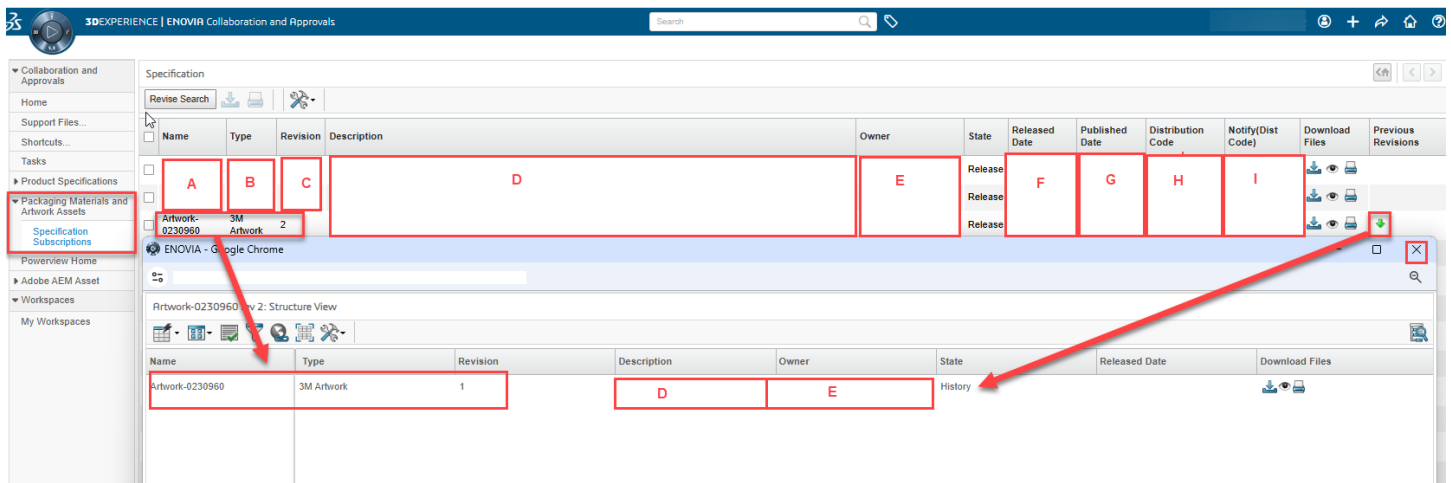 3DEXPERIENCE | ENOVIA Collaboration and Approvals
Search
Collaboration and
Approvals
Home
Support Files...
Shortcuts...
Tasks
Product Specifications
Packaging Materials and
Artwork Assets
Specification
Subscriptions
Powerview Home
Adobe AEM Asset
Workspaces
My Workspaces
Specification
Revise Search
Name Type Revision Description Owner State Released Date Published Date Distribution Code Notify(Dist Code) Download Files Previous Revisions
A B C D E Release F G H I
Release
Artwork-0230960 3M Artwork 2 Release
ENOVIA - Google Chrome
Artwork-0230960 rev 2: Structure View
Name Type Revision Description Owner State Released Date Download Files
Artwork-0230960 3M Artwork 1 D E History